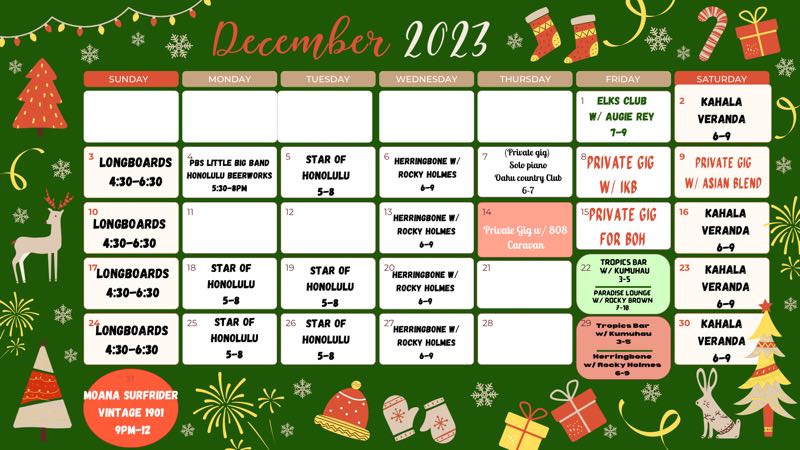 December 2023
SUNDAY MONDAY TUESDAY WEDNESDAY THURSDAY FRIDAY SATURDAY
1
ELKS CLUB
W/ AUGIE REY
7-9
2
KAHALA
VERANDA
6-9
3
LONGBOARDS
4:30-6:30
4
PBS LITTLE BIG BAND
HONOLULU BEERWORKS
5:30-8PM
5
STAR OF
HONOLULU
5-8
6
HERRINGBONE W/
ROCKY HOLMES
6-9
7
(Private gig)
Solo piano
Oahu country Club
6-7
8
PRIVATE GIG
W/ IKB
9
PRIVATE GIG
W/ ASIAN BLEND
10
LONGBOARDS
4:30-6:30
11
12
13
HERRINGBONE W/
ROCKY HOLMES
6-9
14
Private Gig w/ 808
Caravan
15
PRIVATE GIG
FOR BOH
16
KAHALA
VERANDA
6-9
17
LONGBOARDS
4:30-6:30
18
STAR OF
HONOLULU
5-8
19
STAR OF
HONOLULU
5-8
20
HERRINGBONE W/
ROCKY HOLMES
6-9
21
22
TROPICS BAR
W/ KUMUHAU
3-5
PARADISE LOUNGE
W/ ROCKY BROWN
7-10
23
KAHALA
VERANDA
6-9
24
LONGBOARDS
4:30-6:30
25
STAR OF
HONOLULU
5-8
26
STAR OF
HONOLULU
5-8
27
HERRINGBONE W/
ROCKY HOLMES
6-9
28
29
Tropics Bar
w/ Kumuhau
3-5
Herringbone
w/ Rocky Holmes
6-9
30
KAHALA
VERANDA
6-9
31
MOANA SURFRIDER
VINTAGE 1901
9PM-12